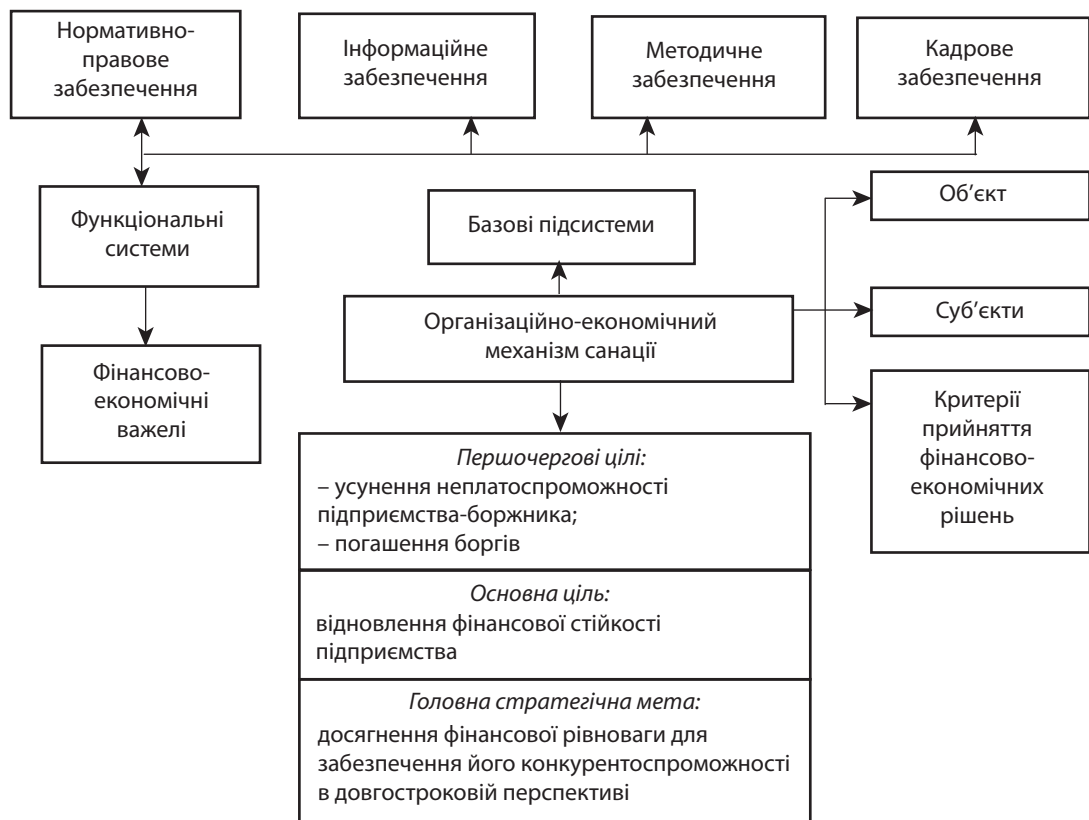 Нормативно-
правове
забезпечення
Інформаційне
забезпечення
Методичне
забезпечення
Кадрове
забезпечення
Функціональні
системи
Базові підсистеми
Об’єкт
Суб’єкти
Організаційно-економічний
механізм санації
Фінансово-
економічні
важелі
Критерії
прийняття
фінансово-
економічних
рішень
Першочергові цілі:
– усунення неплатоспроможності
підприємства-боржника;
– погашення боргів
Основна ціль:
відновлення фінансової стійкості
підприємства
Головна стратегічна мета:
досягнення фінансової рівноваги для
забезпечення його конкурентоспроможності
в довгостроковій перспективі